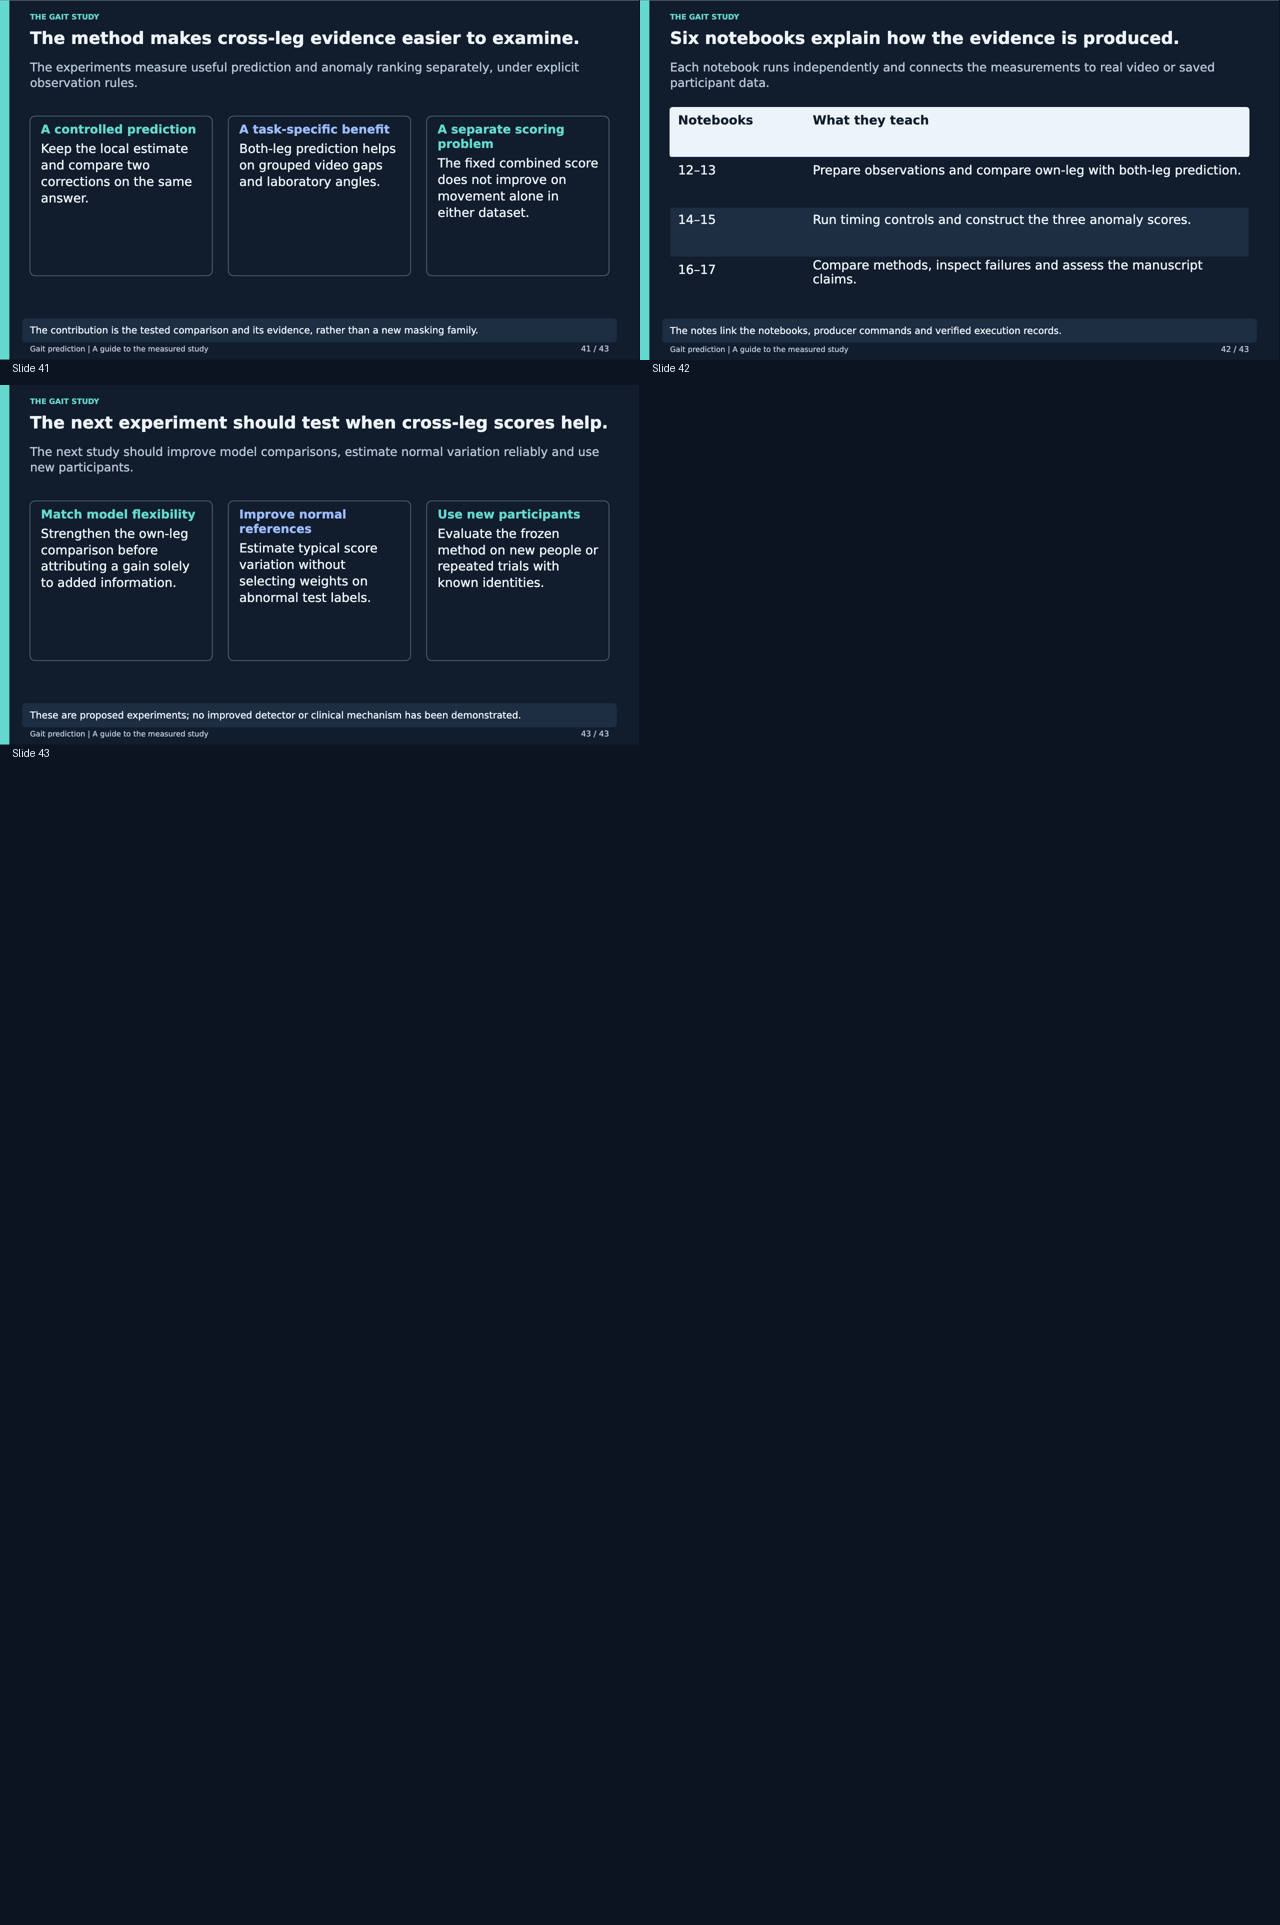 THE GAIT STUDY
The method makes cross-leg evidence easier to examine.
The experiments measure useful prediction and anomaly ranking separately, under explicit
observation rules.
A controlled prediction
Keep the local estimate
and compare two
corrections on the same
answer.
A task-specific benefit
Both-leg prediction helps
on grouped video gaps
and laboratory angles.
A separate scoring
problem
The fixed combined score
does not improve on
movement alone in
either dataset.
The contribution is the tested comparison and its evidence, rather than a new masking family.
Gait prediction | A guide to the measured study
41 / 43
Slide 41
THE GAIT STUDY
Six notebooks explain how the evidence is produced.
Each notebook runs independently and connects the measurements to real video or saved
participant data.
Notebooks What they teach
12–13 Prepare observations and compare own-leg with both-leg prediction.
14–15 Run timing controls and construct the three anomaly scores.
16–17 Compare methods, inspect failures and assess the manuscript
claims.
The notes link the notebooks, producer commands and verified execution records.
Gait prediction | A guide to the measured study
42 / 43
Slide 42
THE GAIT STUDY
The next experiment should test when cross-leg scores help.
The next study should improve model comparisons, estimate normal variation reliably and use
new participants.
Match model flexibility
Strengthen the own-leg
comparison before
attributing a gain solely
to added information.
Improve normal
references
Estimate typical score
variation without
selecting weights on
abnormal test labels.
Use new participants
Evaluate the frozen
method on new people or
repeated trials with
known identities.
These are proposed experiments; no improved detector or clinical mechanism has been demonstrated.
Gait prediction | A guide to the measured study
43 / 43
Slide 43